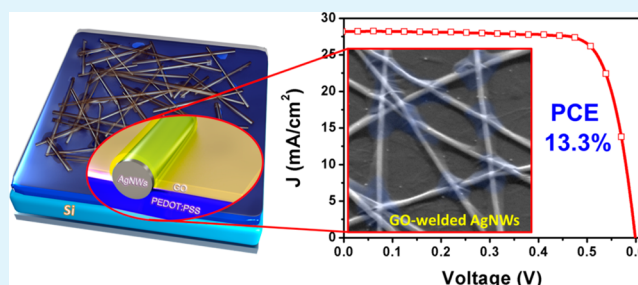 AgNWs
GO
PEDOT:PSS
Si
J (mA/cm²)
30
25
20
15
10
5
0
PCE
13.3%
GO-welded AgNWs
0.0
0.1
0.2
0.3
0.4
0.5
0.6
Voltage (V)